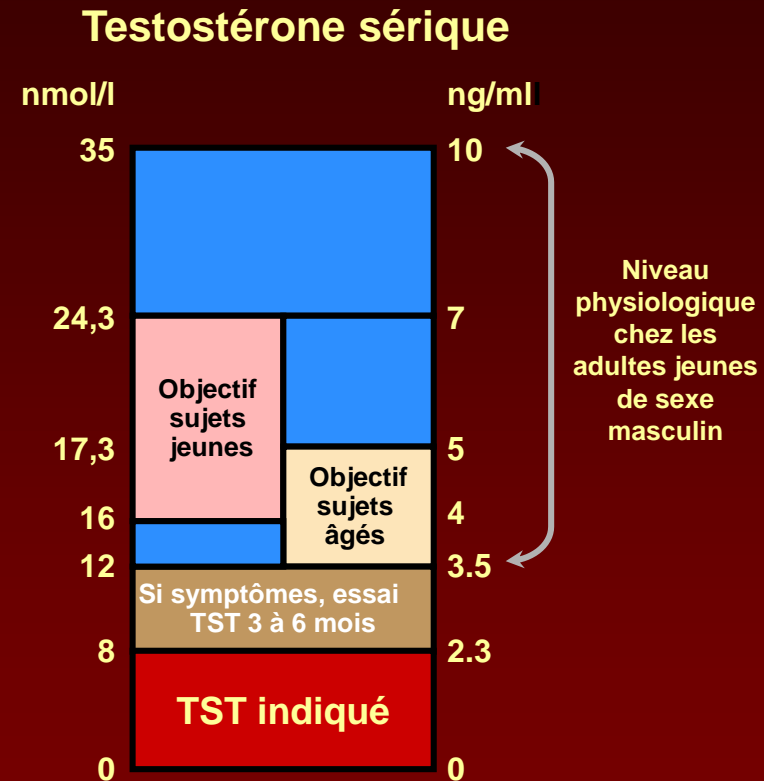 Testostérone sérique
nmol/l
ng/mll
35
10
24,3
7
Objectif
sujets
jeunes
17,3
5
Objectif
sujets
âgés
16
4
12
3.5
Si symptômes, essai
TST 3 à 6 mois
8
2.3
TST indiqué
0
0
Niveau
physiologique
chez les
adultes jeunes
de sexe
masculin